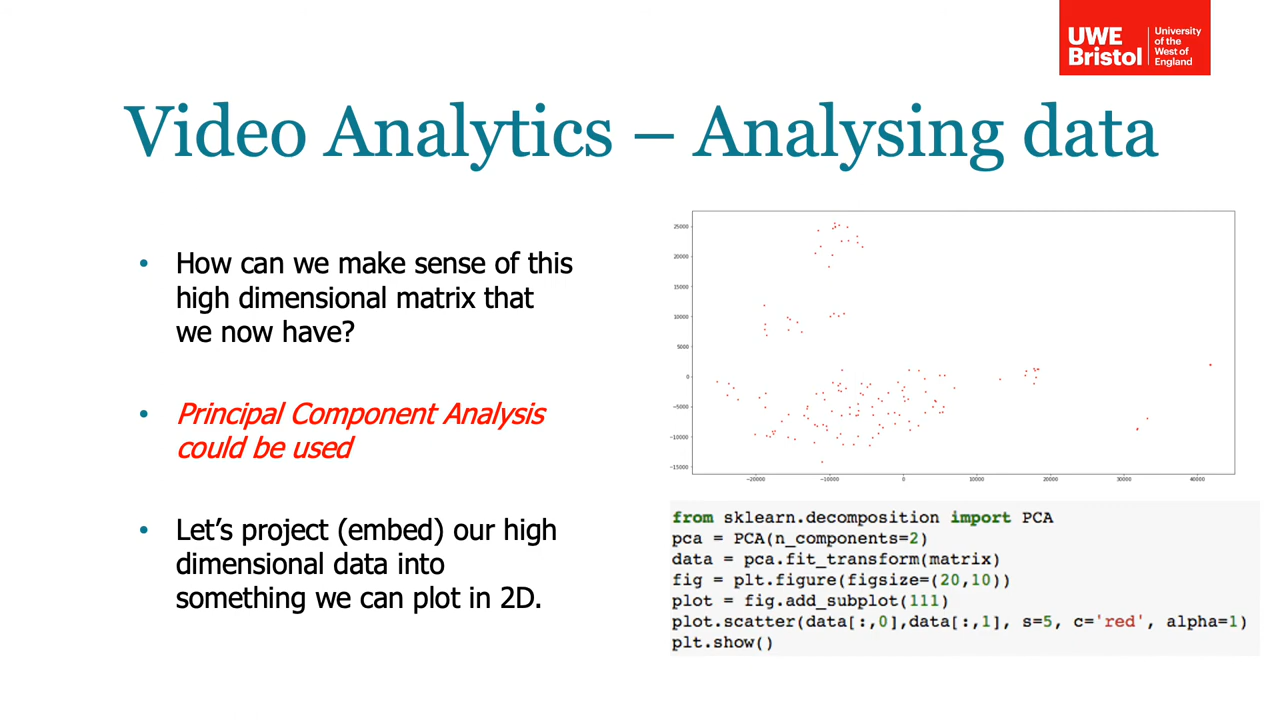 UWE
Bristol
University
of the
West of
England
Video Analytics – Analysing data
• How can we make sense of this
high dimensional matrix that
we now have?
• Principal Component Analysis
could be used
• Let’s project (embed) our high
dimensional data into
something we can plot in 2D.
25000
20000
15000
10000
5000
0
−5000
−10000
−15000
−20000 −10000 0 10000 20000 30000 40000
from sklearn.decomposition import PCA
pca = PCA(n_components=2)
data = pca.fit_transform(matrix)
fig = plt.figure(figsize=(20,10))
plot = fig.add_subplot(111)
plot.scatter(data[:,0],data[:,1], s=5, c='red', alpha=1)
plt.show()